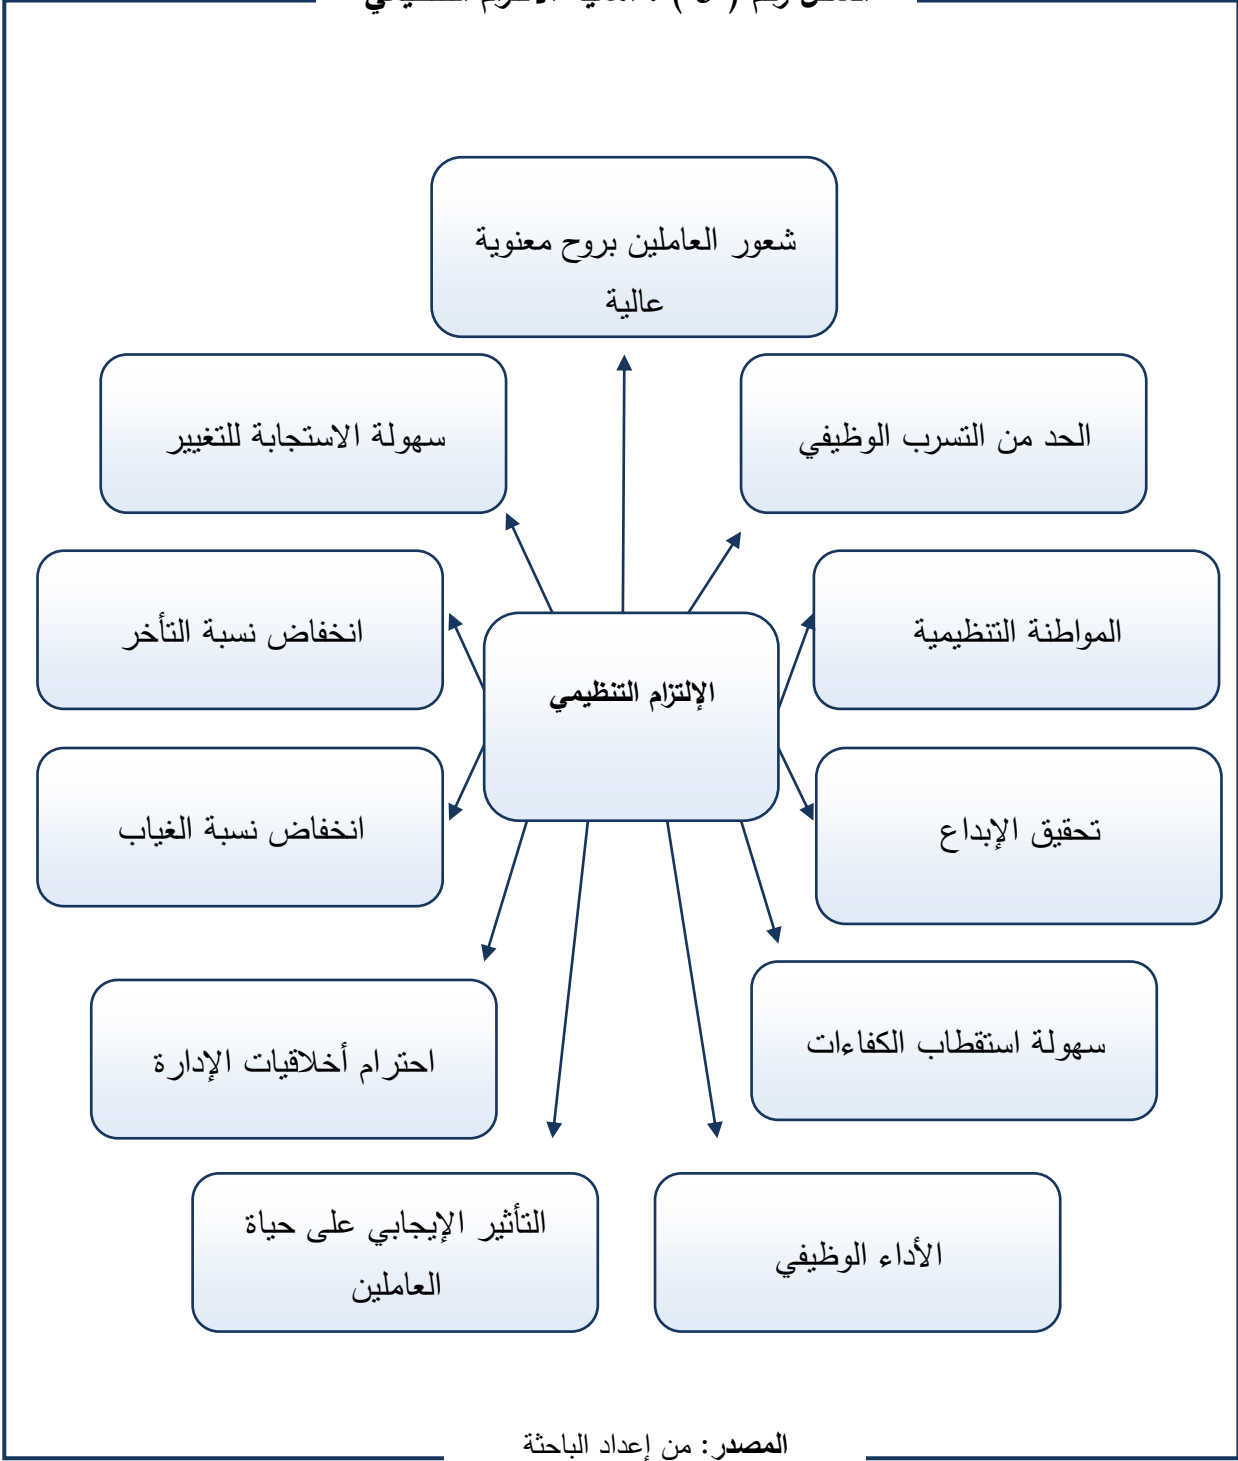 شعور العاملين بروح معنوية
عالية
الحد من التسرب الوظيفي
سهولة الاستجابة للتغيير
المواطنة التنظيمية
انخفاض نسبة التأخر
الإلتزام التنظيمي
تحقيق الإبداع
انخفاض نسبة الغياب
سهولة استقطاب الكفاءات
احترام أخلاقيات الإدارة
الأداء الوظيفي
التأثير الإيجابي على حياة
العاملين
المصدر: من إعداد الباحثة